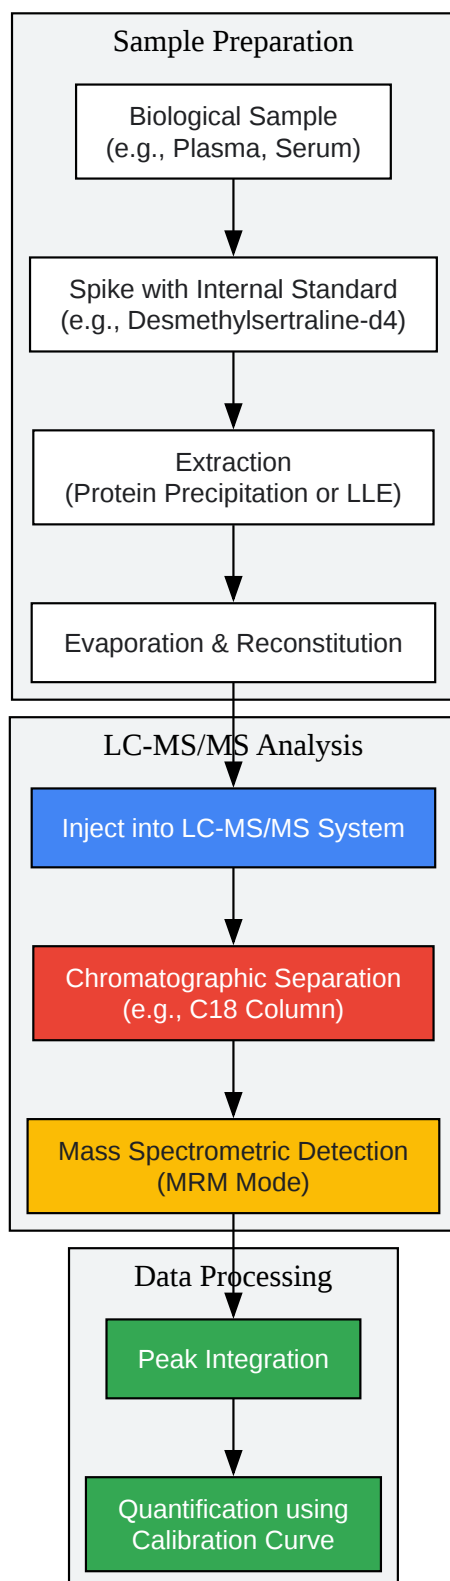 Sample Preparation
Biological Sample
(e.g., Plasma, Serum)
Spike with Internal Standard
(e.g., Desmethylsertraline-d4)
Extraction
(Protein Precipitation or LLE)
Evaporation & Reconstitution
LC-MS/MS Analysis
Inject into LC-MS/MS System
Chromatographic Separation
(e.g., C18 Column)
Mass Spectrometric Detection
(MRM Mode)
Data Processing
Peak Integration
Quantification using
Calibration Curve